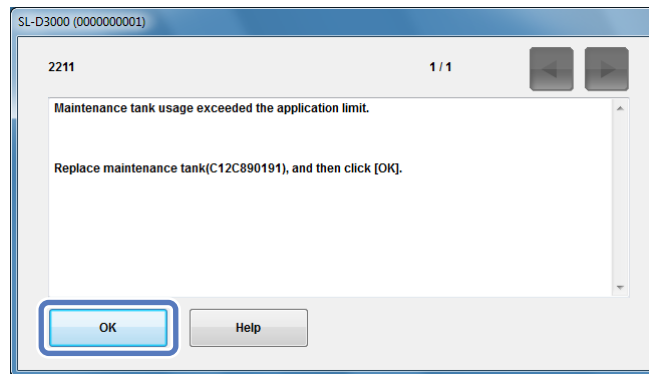 SL-D3000 (0000000001)
2211 1 / 1
Maintenance tank usage exceeded the application limit.
Replace maintenance tank(C12C890191), and then click [OK].
OK Help